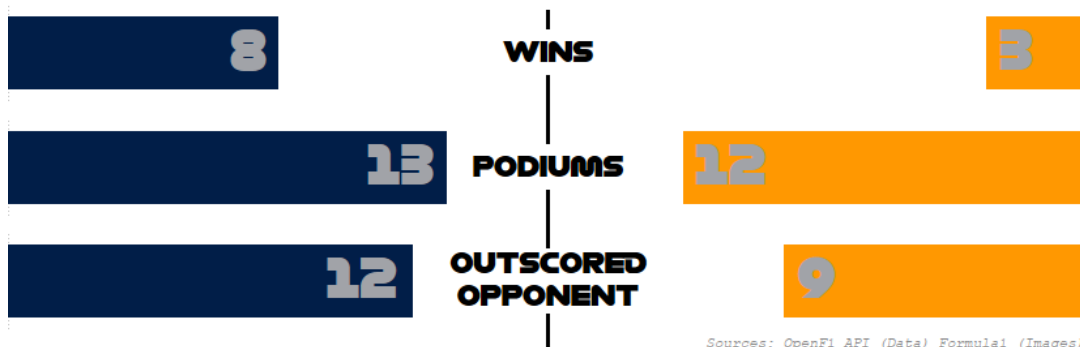 8 WINS 3
13 PODIUMS 12
12 OUTSCORED 9
OPPONENT
Sources: OpenF1 API (Data) Formula1 (Images)